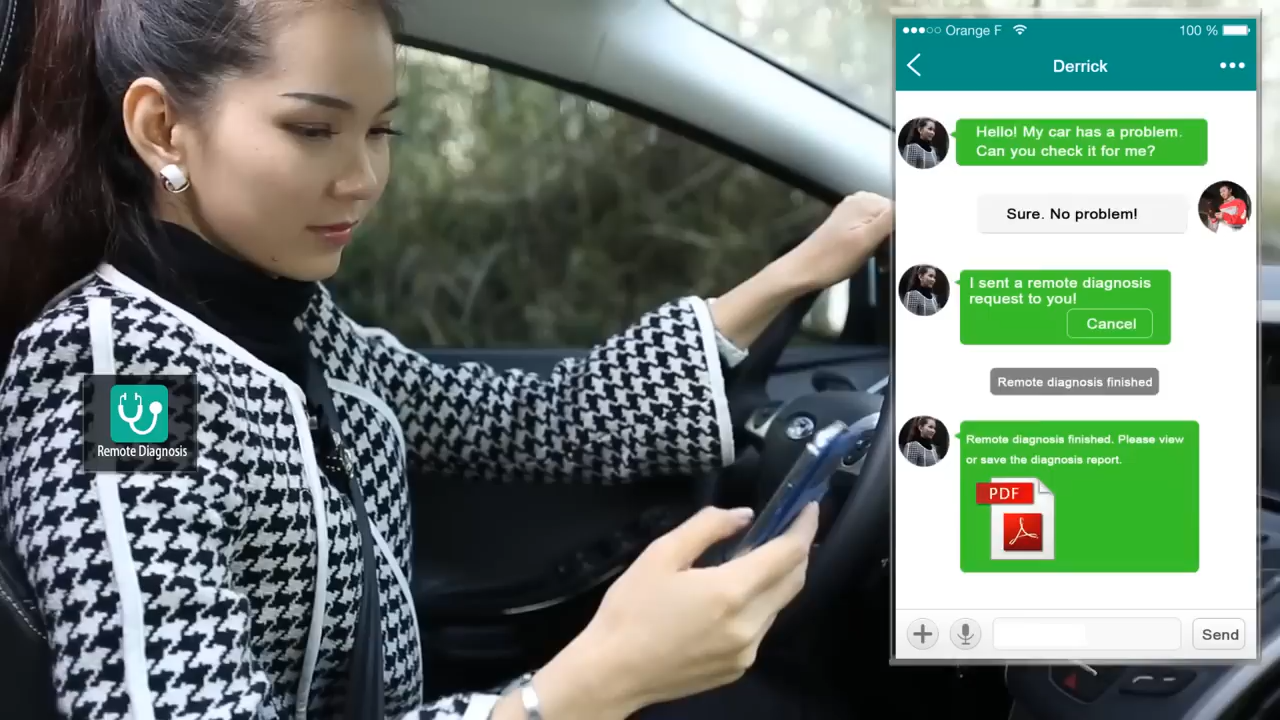 Orange F
100 %
Derrick
Hello! My car has a problem.
Can you check it for me?
Sure. No problem!
I sent a remote diagnosis
request to you!
Cancel
Remote diagnosis finished
Remote diagnosis finished. Please view
or save the diagnosis report.
PDF
Send
Remote Diagnosis